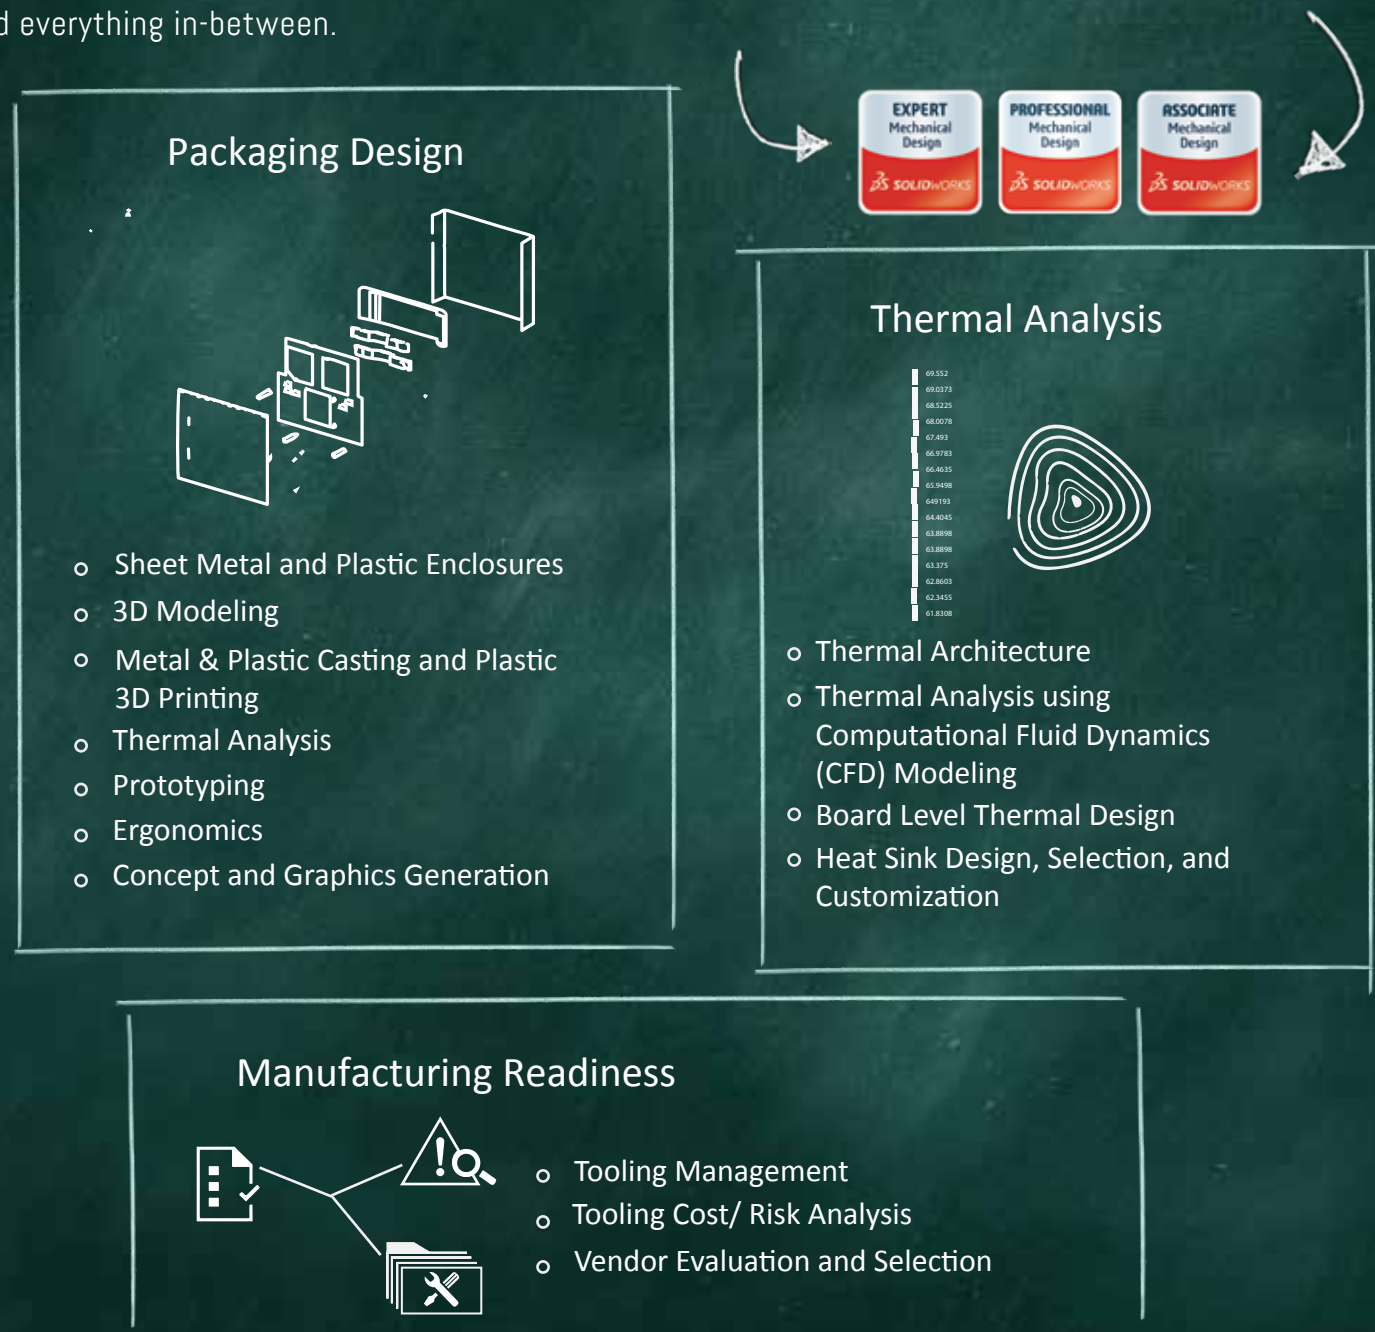 d everything in-between.
EXPERT
Mechanical
Design
SOLIDWORKS
PROFESSIONAL
Mechanical
Design
SOLIDWORKS
ASSOCIATE
Mechanical
Design
SOLIDWORKS
Packaging Design
Sheet Metal and Plastic Enclosures
3D Modeling
Metal & Plastic Casting and Plastic
3D Printing
Thermal Analysis
Prototyping
Ergonomics
Concept and Graphics Generation
Thermal Analysis
69.552
69.0373
68.5225
68.0078
67.493
66.9783
66.4635
65.9498
649193
64.4045
63.8898
63.8898
63.375
62.8603
62.3455
61.8308
Thermal Architecture
Thermal Analysis using
Computational Fluid Dynamics
(CFD) Modeling
Board Level Thermal Design
Heat Sink Design, Selection, and
Customization
Manufacturing Readiness
Tooling Management
Tooling Cost/ Risk Analysis
Vendor Evaluation and Selection